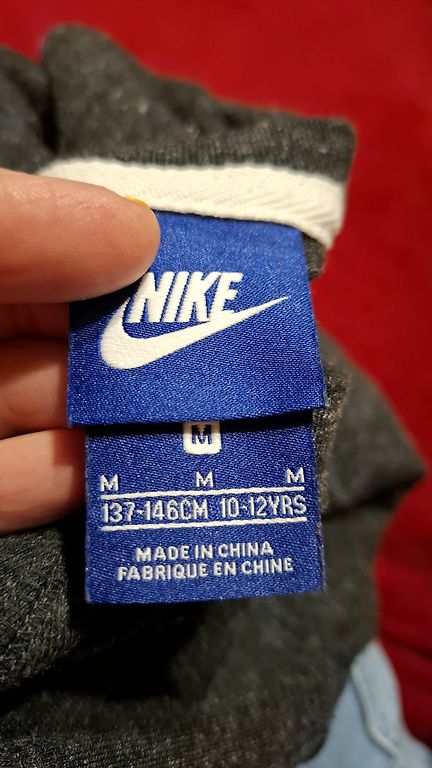 NIKE
M
M M M
137-146CM 10-12YRS
MADE IN CHINA
FABRIQUE EN CHINE